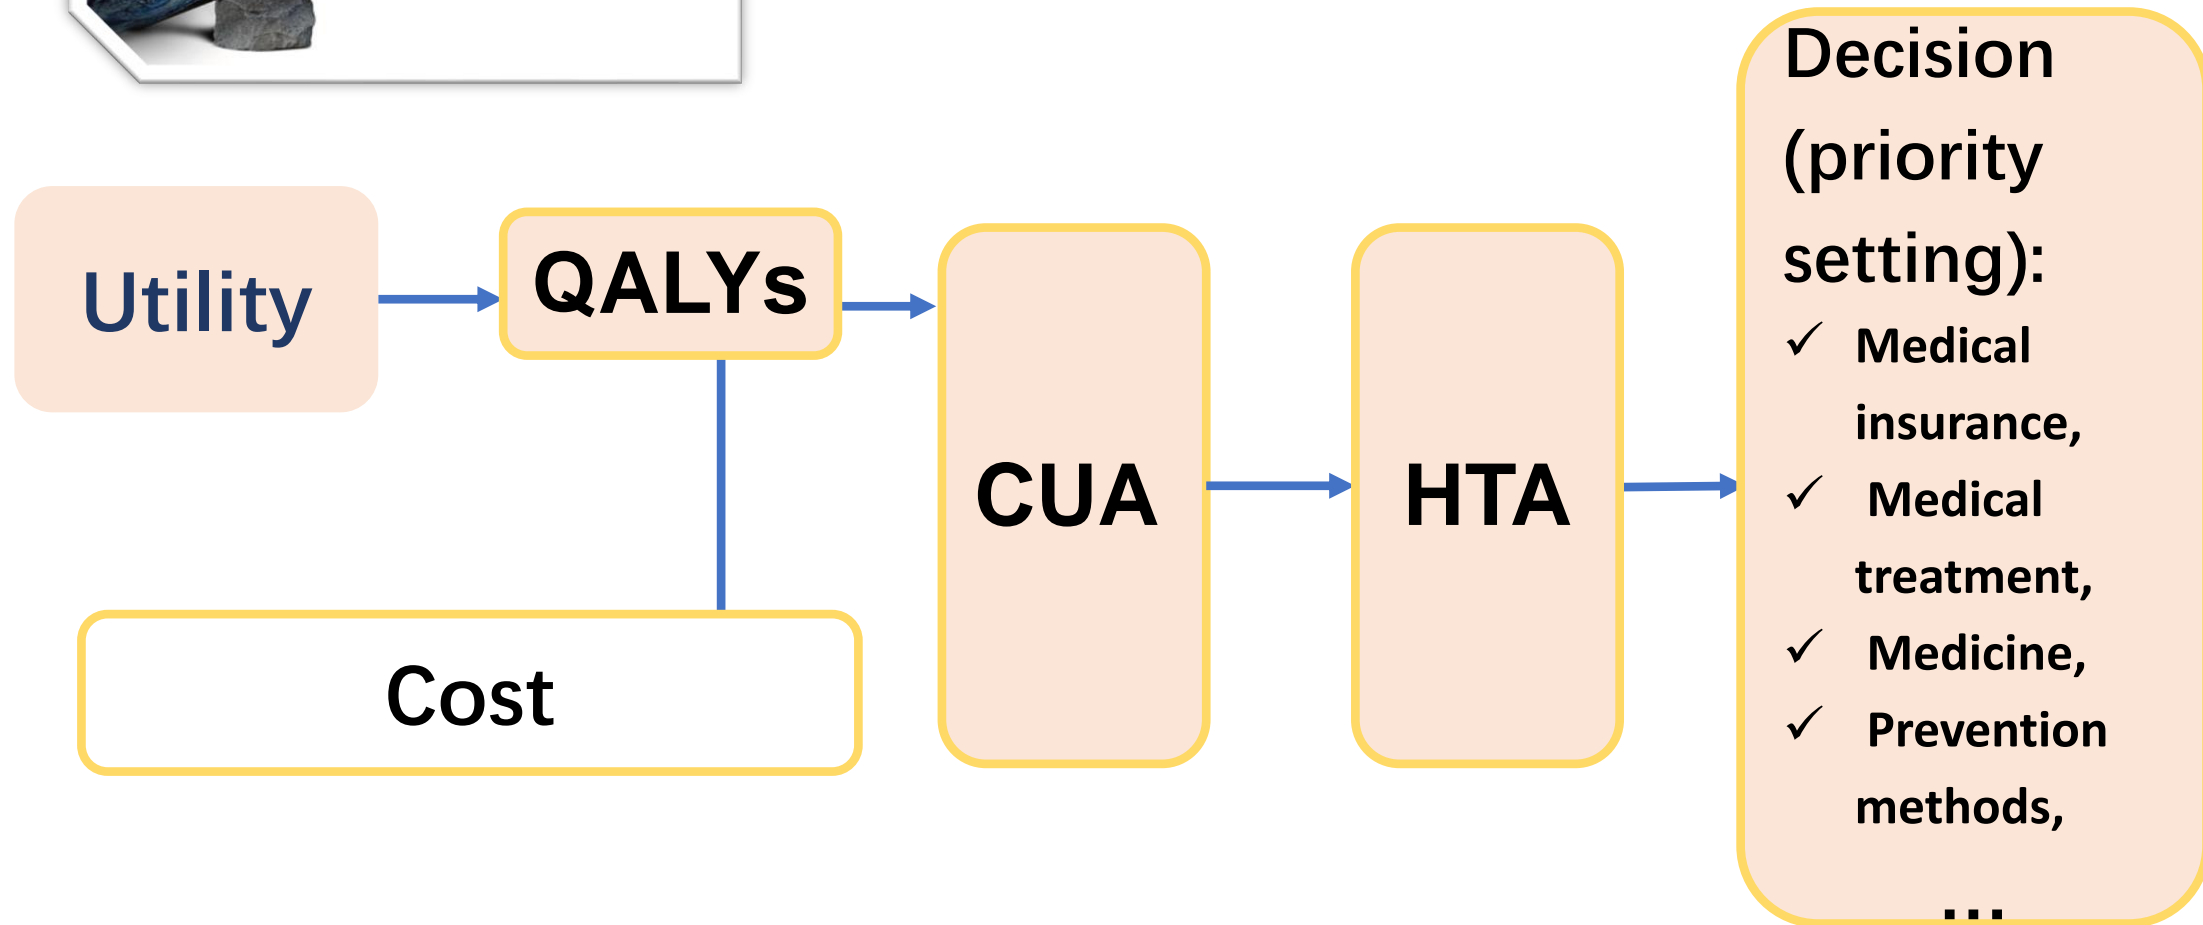 Utility
QALYs
Cost
CUA
HTA
Decision
(priority
setting):
✓ Medical
insurance,
✓ Medical
treatment,
✓ Medicine,
✓ Prevention
methods,
...